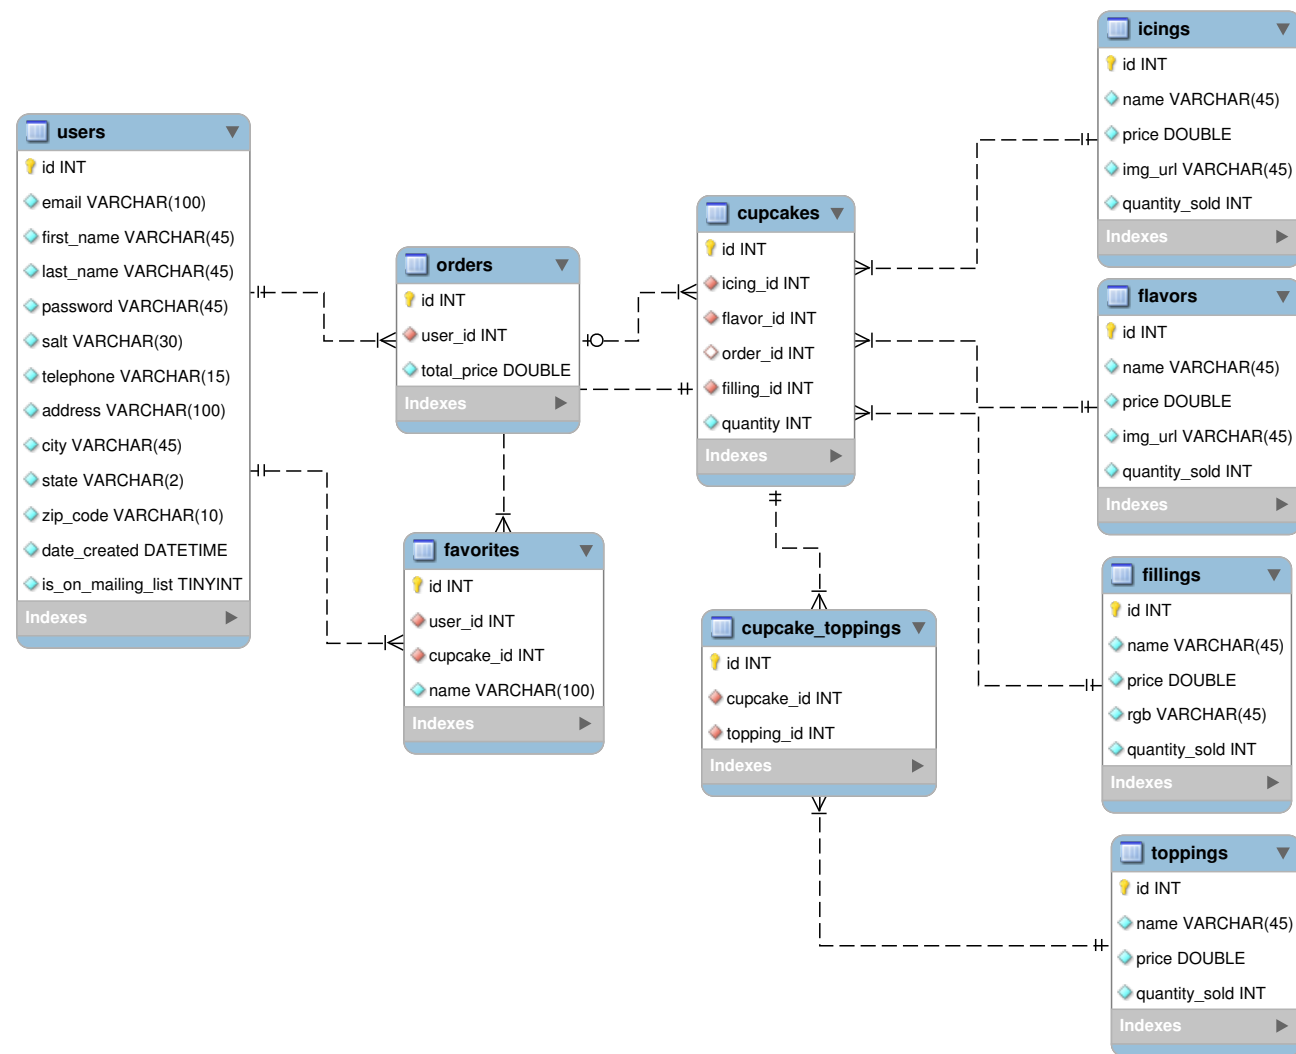 users
id INT
email VARCHAR(100)
first_name VARCHAR(45)
last_name VARCHAR(45)
password VARCHAR(45)
salt VARCHAR(30)
telephone VARCHAR(15)
address VARCHAR(100)
city VARCHAR(45)
state VARCHAR(2)
zip_code VARCHAR(10)
date_created DATETIME
is_on_mailing_list TINYINT
Indexes
orders
id INT
user_id INT
total_price DOUBLE
Indexes
favorites
id INT
user_id INT
cupcake_id INT
name VARCHAR(100)
Indexes
cupcakes
id INT
icing_id INT
flavor_id INT
order_id INT
filling_id INT
quantity INT
Indexes
cupcake_toppings
id INT
cupcake_id INT
topping_id INT
Indexes
icings
id INT
name VARCHAR(45)
price DOUBLE
img_url VARCHAR(45)
quantity_sold INT
Indexes
flavors
id INT
name VARCHAR(45)
price DOUBLE
img_url VARCHAR(45)
quantity_sold INT
Indexes
fillings
id INT
name VARCHAR(45)
price DOUBLE
rgb VARCHAR(45)
quantity_sold INT
Indexes
toppings
id INT
name VARCHAR(45)
price DOUBLE
quantity_sold INT
Indexes